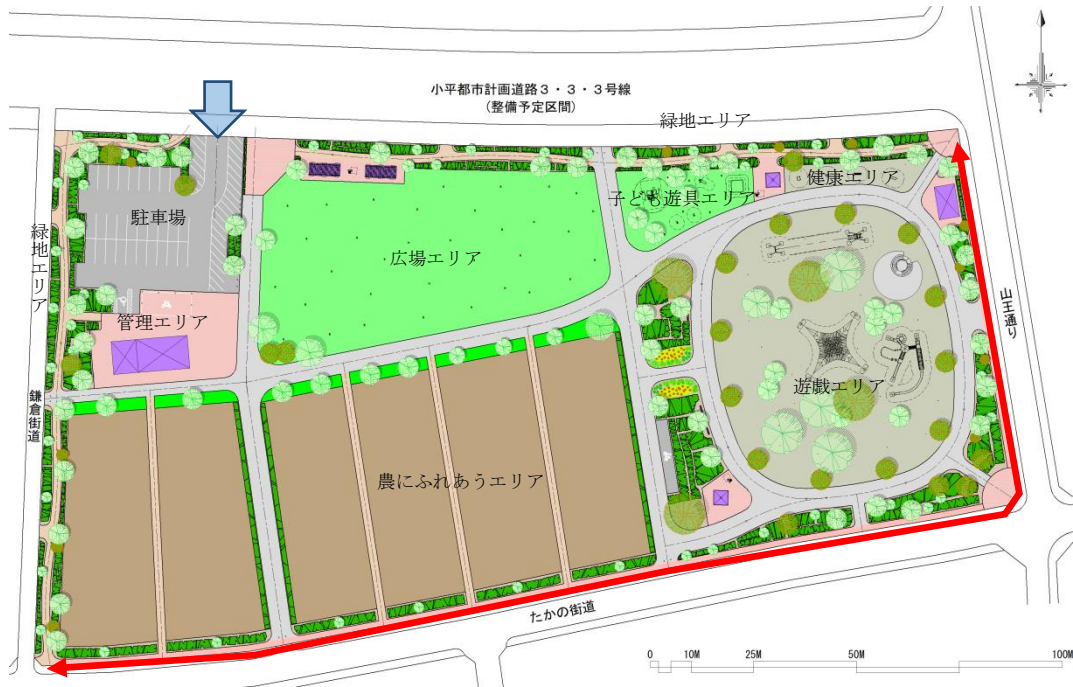 小平都市計画道路3・3・3号線
(整備予定区間)
緑地エリア
健康エリア
子ども遊具エリア
駐車場
緑地エリア
広場エリア
管理エリア
山王通り
遊戯エリア
鎌倉街道
農にふれあうエリア
たかの街道
0 10M 25M 50M 100M